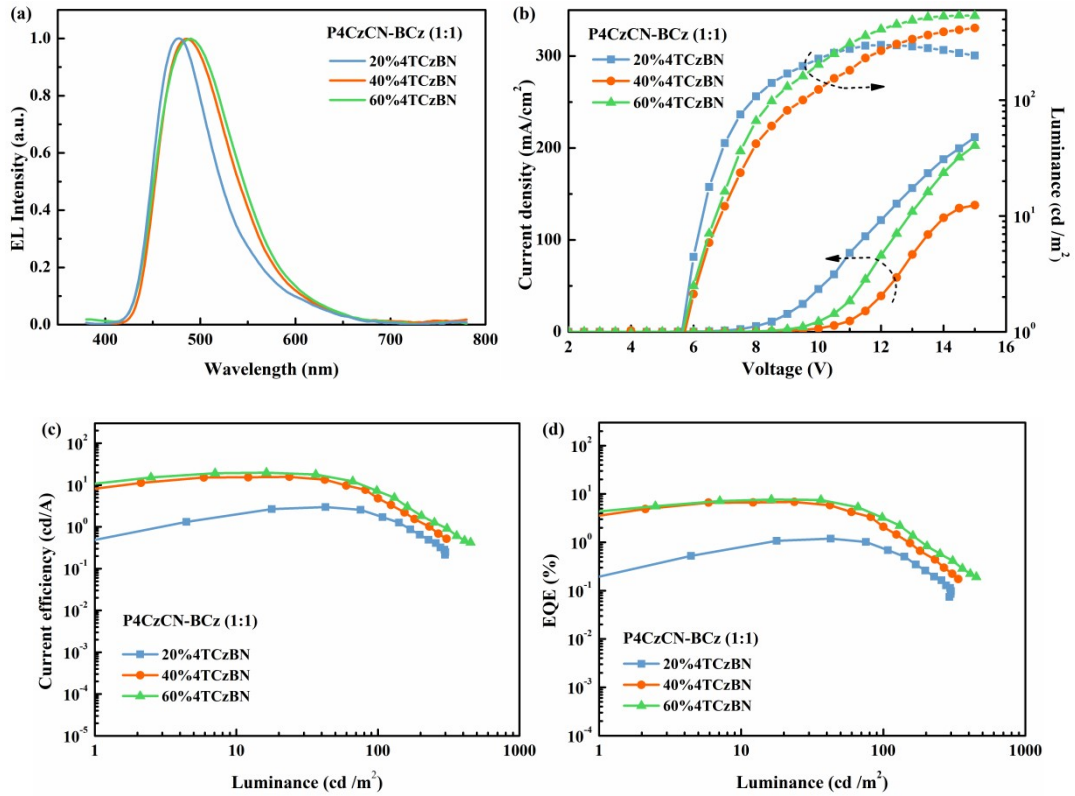 (a)
P4CzCN-BCz (1:1)
20%4TCzBN
40%4TCzBN
60%4TCzBN
EL Intensity (a.u.)
1.0
0.8
0.6
0.4
0.2
0.0
400 500 600 700 800
Wavelength (nm)
(b)
P4CzCN-BCz (1:1)
20%4TCzBN
40%4TCzBN
60%4TCzBN
Current density (mA/cm²)
300
200
100
0
Luminance (cd /m²)
10²
10¹
10⁰
2 4 6 8 10 12 14 16
Voltage (V)
(c)
P4CzCN-BCz (1:1)
20%4TCzBN
40%4TCzBN
60%4TCzBN
Current efficiency (cd/A)
10²
10¹
10⁰
10⁻¹
10⁻²
10⁻³
10⁻⁴
10⁻⁵
1 10 100 1000
Luminance (cd /m²)
(d)
P4CzCN-BCz (1:1)
20%4TCzBN
40%4TCzBN
60%4TCzBN
EQE (%)
10²
10¹
10⁰
10⁻¹
10⁻²
10⁻³
10⁻⁴
1 10 100 1000
Luminance (cd /m²)